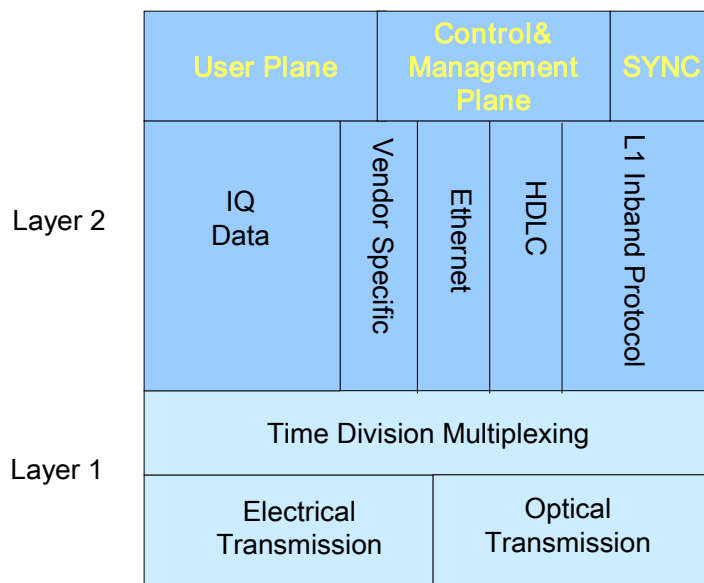 User Plane
Control&
Management
Plane
SYNC
Layer 2
IQ
Data
Vendor Specific
Ethernet
HDLC
L1 Inband Protocol
Layer 1
Time Division Multiplexing
Electrical
Transmission
Optical
Transmission